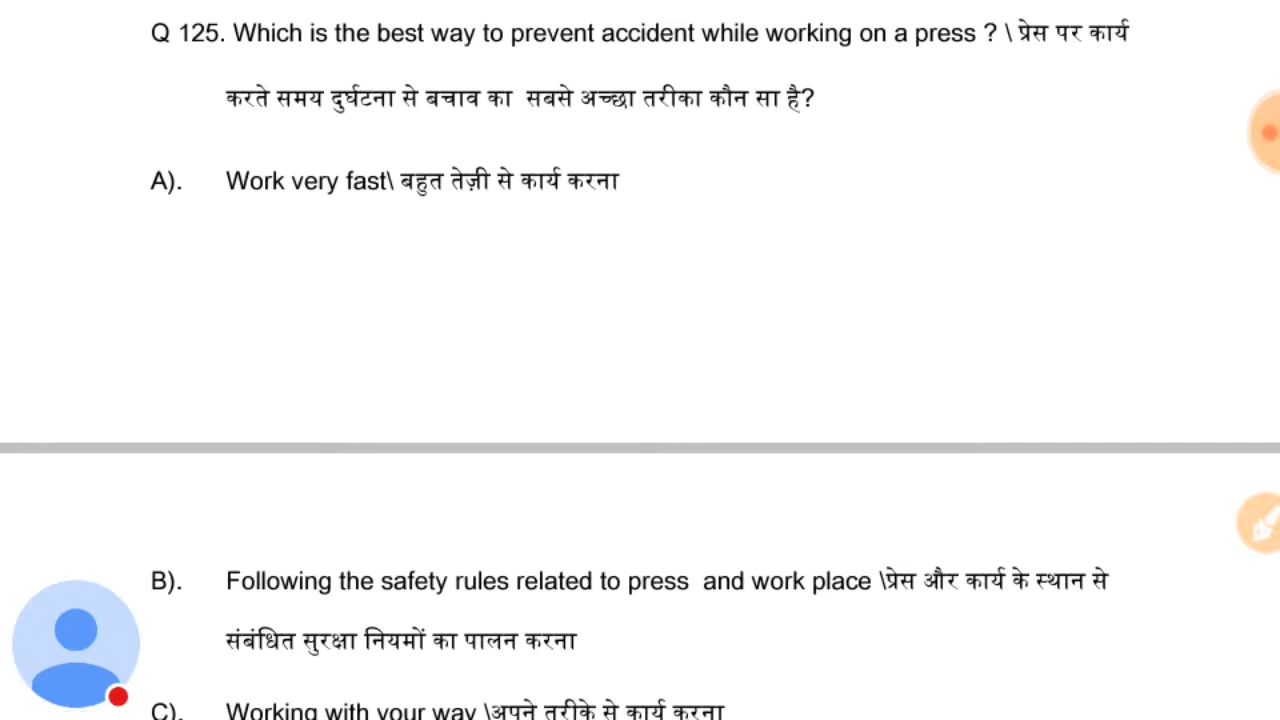 Q 125. Which is the best way to prevent accident while working on a press ? \ प्रेस पर कार्य
करते समय दुर्घटना से बचाव का सबसे अच्छा तरीका कौन सा है?
A). Work very fast\ बहुत तेज़ी से कार्य करना
B). Following the safety rules related to press and work place \प्रेस और कार्य के स्थान से
संबंधित सुरक्षा नियमों का पालन करना
C). Working with your way \अपने तरीके से कार्य करना